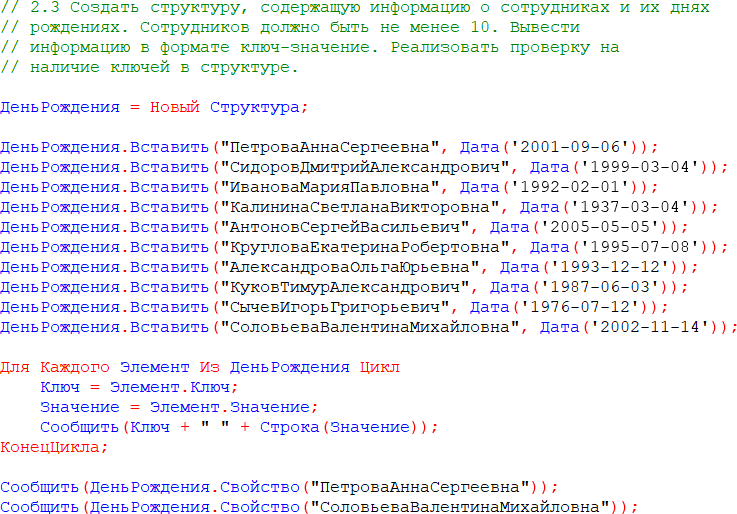 // 2.3 Создать структуру, содержащую информацию о сотрудниках и их днях
// рождениях. Сотрудников должно быть не менее 10. Вывести
// информацию в формате ключ-значение. Реализовать проверку на
// наличие ключей в структуре.
ДеньРождения = Новый Структура;
ДеньРождения.Вставить("ПетроваАннаСергеевна", Дата('2001-09-06'));
ДеньРождения.Вставить("СидоровДмитрийАлександрович", Дата('1999-03-04'));
ДеньРождения.Вставить("ИвановаМарияПавловна", Дата('1992-02-01'));
ДеньРождения.Вставить("КалининаСветланаВикторовна", Дата('1937-03-04'));
ДеньРождения.Вставить("АнтоновСергейВасильевич", Дата('2005-05-05'));
ДеньРождения.Вставить("КругловаЕкатеринаРобертовна", Дата('1995-07-08'));
ДеньРождения.Вставить("АлександроваОльгаЮрьевна", Дата('1993-12-12'));
ДеньРождения.Вставить("КуковТимурАлександрович", Дата('1987-06-03'));
ДеньРождения.Вставить("СычевИгорьГригорьевич", Дата('1976-07-12'));
ДеньРождения.Вставить("СоловьеваВалентинаМихайловна", Дата('2002-11-14'));
Для Каждого Элемент Из ДеньРождения Цикл
    Ключ = Элемент.Ключ;
    Значение = Элемент.Значение;
    Сообщить(Ключ + " " + Строка(Значение));
КонецЦикла;
Сообщить(ДеньРождения.Свойство("ПетроваАннаСергеевна"));
Сообщить(ДеньРождения.Свойство("СоловьеваВалентинаМихайловна"));